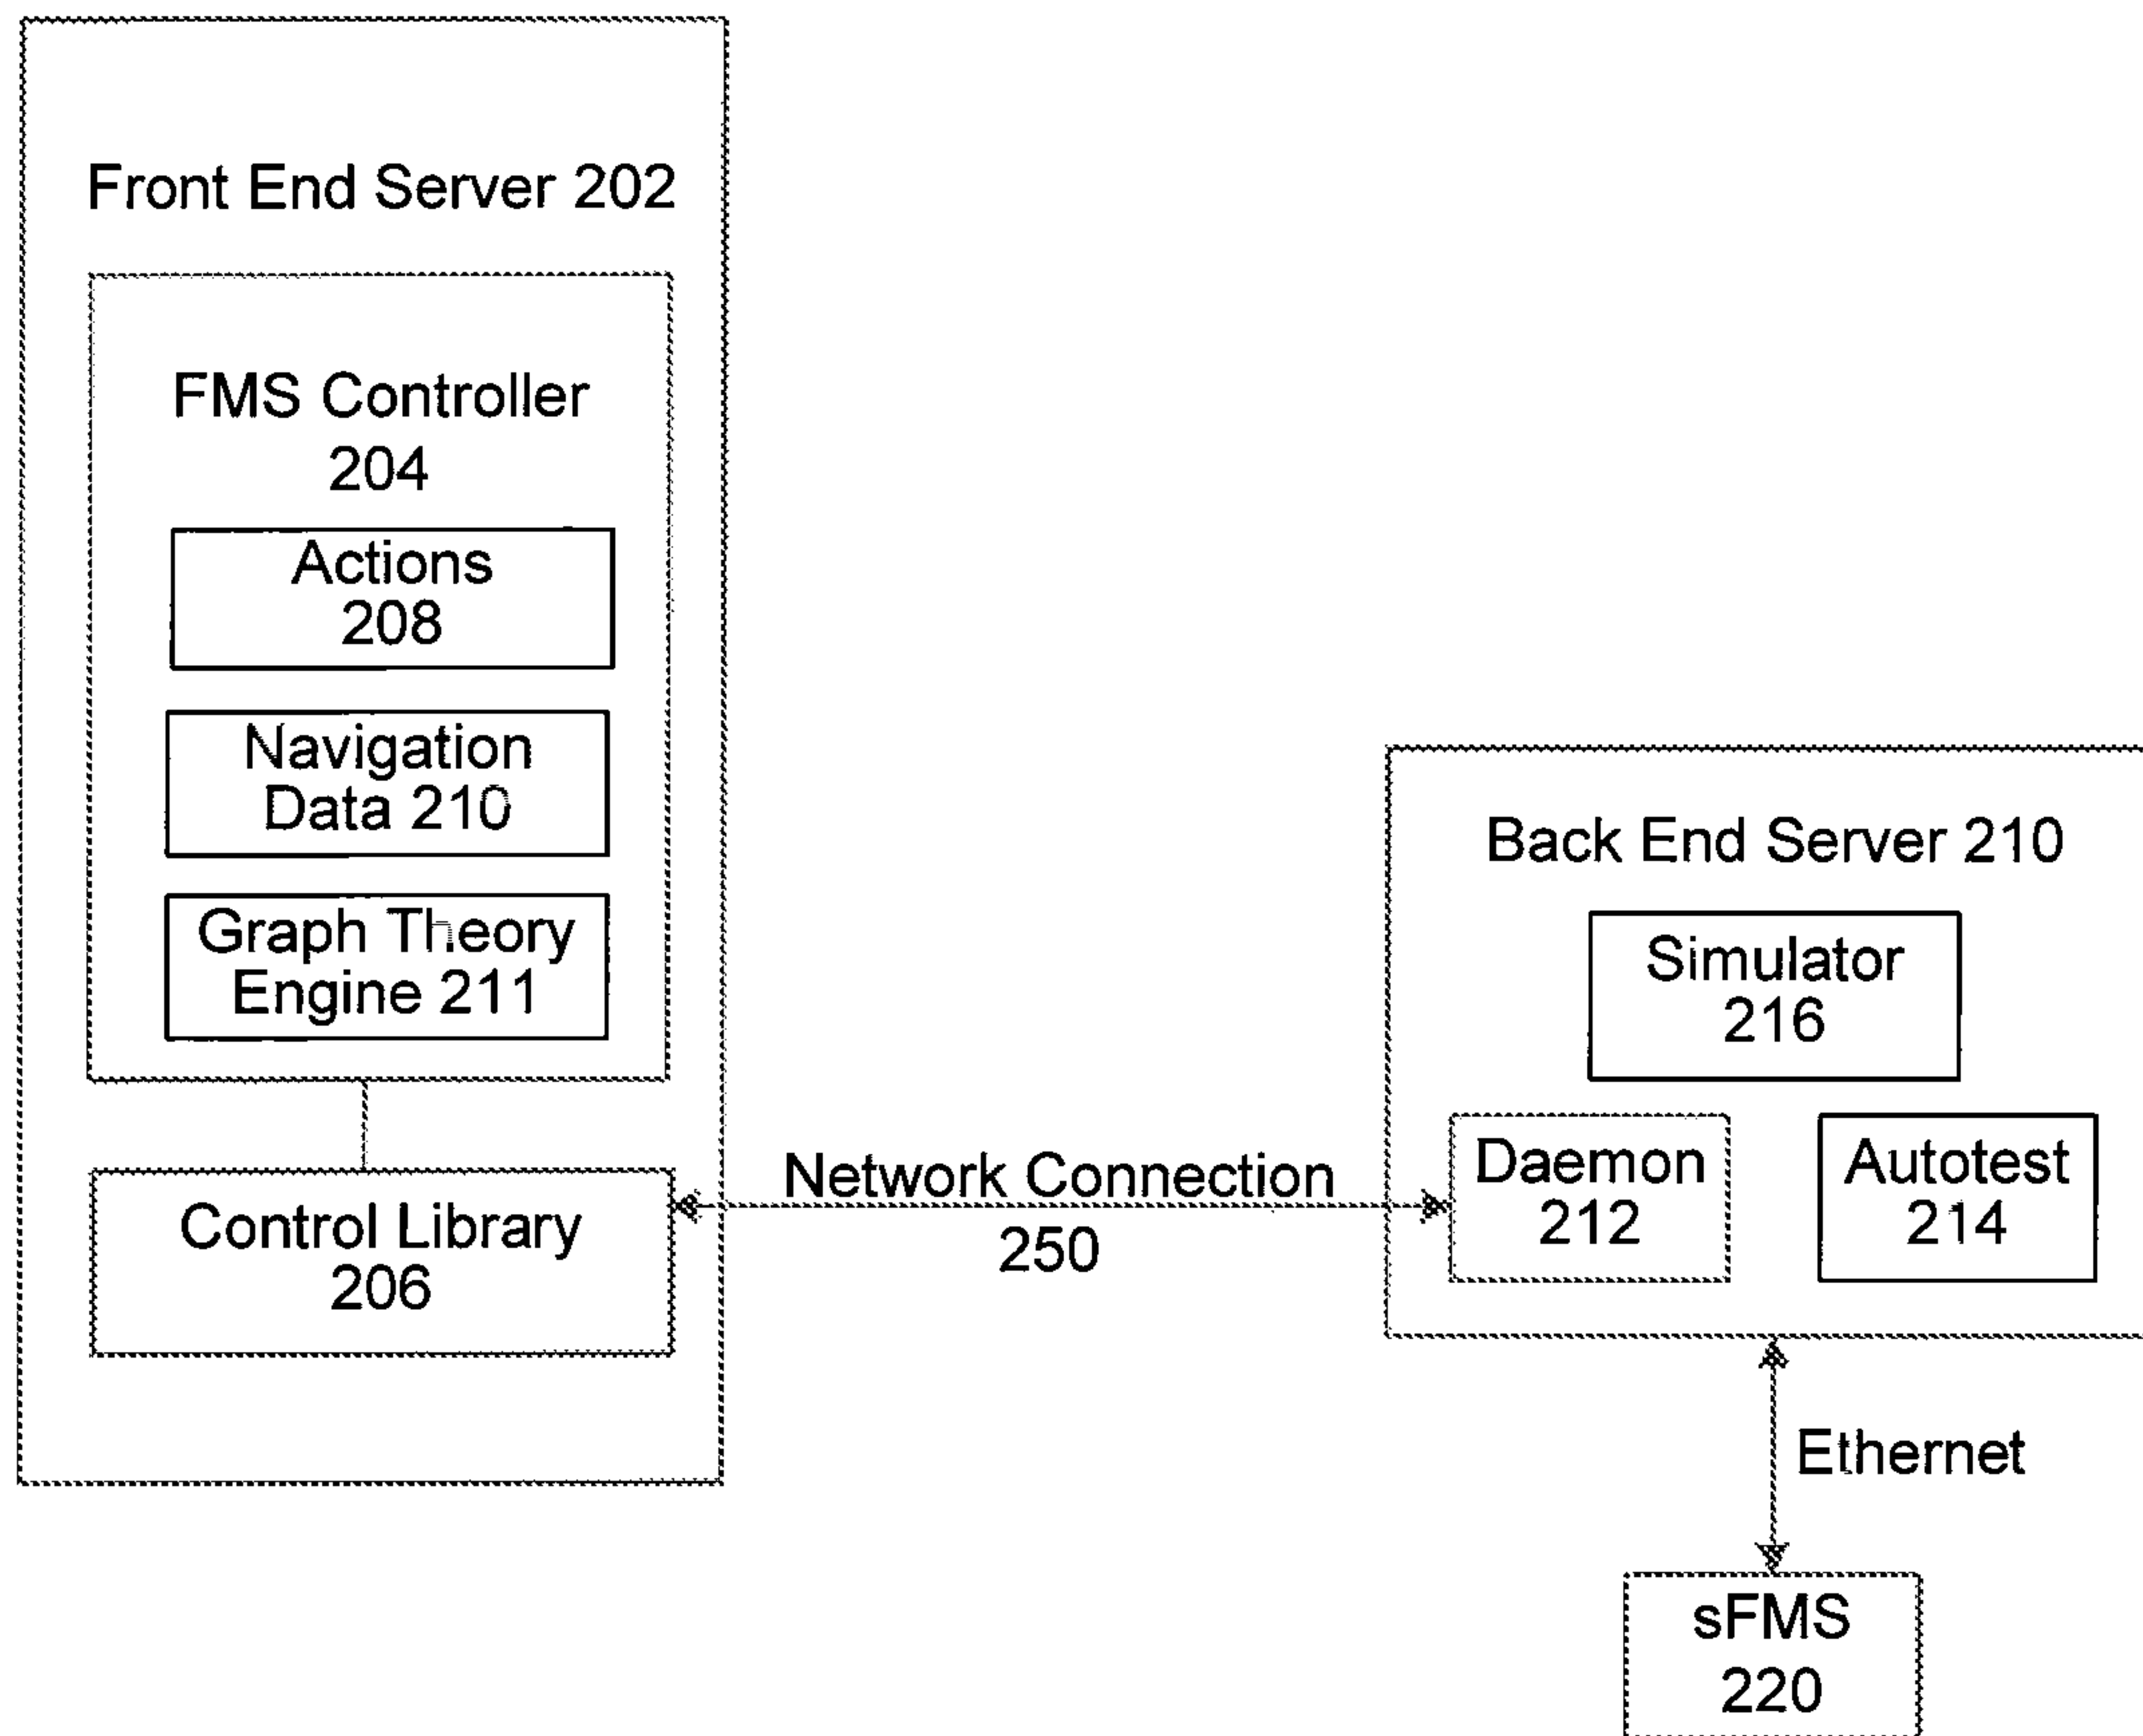 Front End Server 202
FMS Controller
204
Actions
208
Navigation
Data 210
Graph Theory
Engine 211
Control Library
206
Network Connection
250
Back End Server 210
Simulator
216
Daemon
212
Autotest
214
Ethernet
sFMS
220